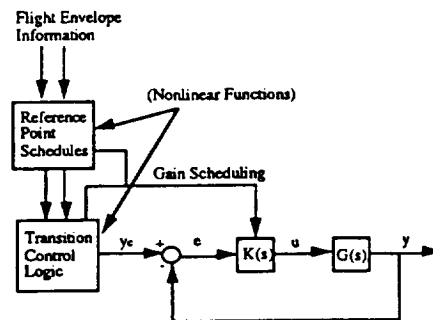 Flight Envelope
Information
(Nonlinear Functions)
Reference
Point
Schedules
Gain Scheduling
Transition
Control
Logic
yc
+
-
e
K(s)
u
G(s)
y